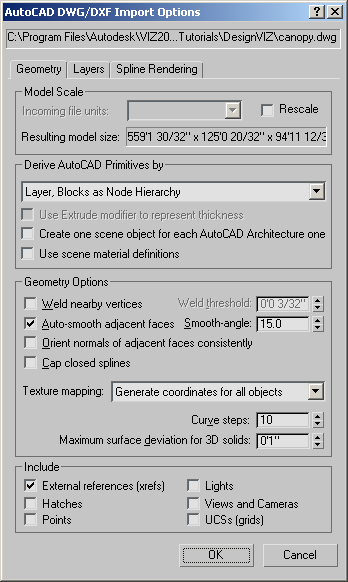 AutoCAD DWG/DXF Import Options
C:\Program Files\Autodesk\VIZ20...Tutorials\DesignVIZ\canopy.dwg
Geometry Layers Spline Rendering
Model Scale
Incoming file units: Rescale
Resulting model size: 559'1 30/32" x 125'0 20/32" x 94'11 12/3
Derive AutoCAD Primitives by
Layer, Blocks as Node Hierarchy
Use Extrude modifier to represent thickness
Create one scene object for each AutoCAD Architecture one
Use scene material definitions
Geometry Options
Weld nearby vertices Weld threshold: 0'0 3/32"
Auto-smooth adjacent faces Smooth-angle: 15.0
Orient normals of adjacent faces consistently
Cap closed splines
Texture mapping: Generate coordinates for all objects
Curve steps: 10
Maximum surface deviation for 3D solids: 0'1"
Include
External references (xrefs) Lights
Hatches Views and Cameras
Points UCSs (grids)
OK Cancel